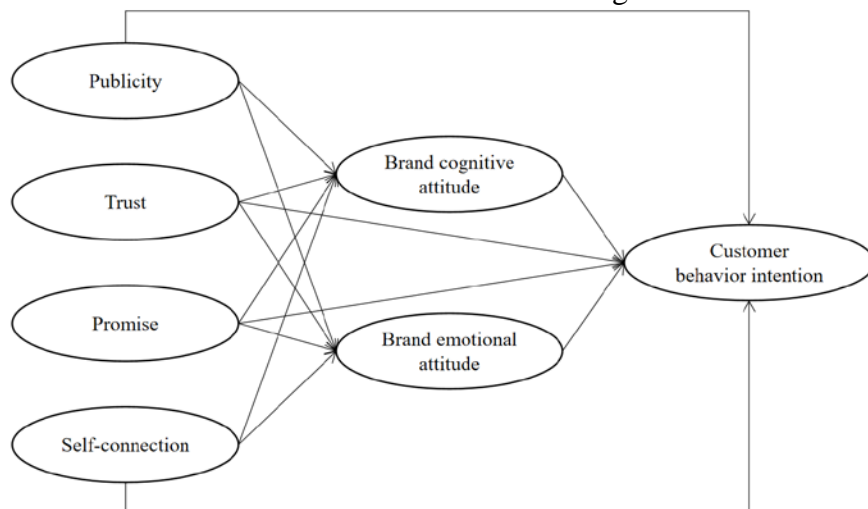 Publicity
Trust
Promise
Self-connection
Brand cognitive
attitude
Brand emotional
attitude
Customer
behavior intention